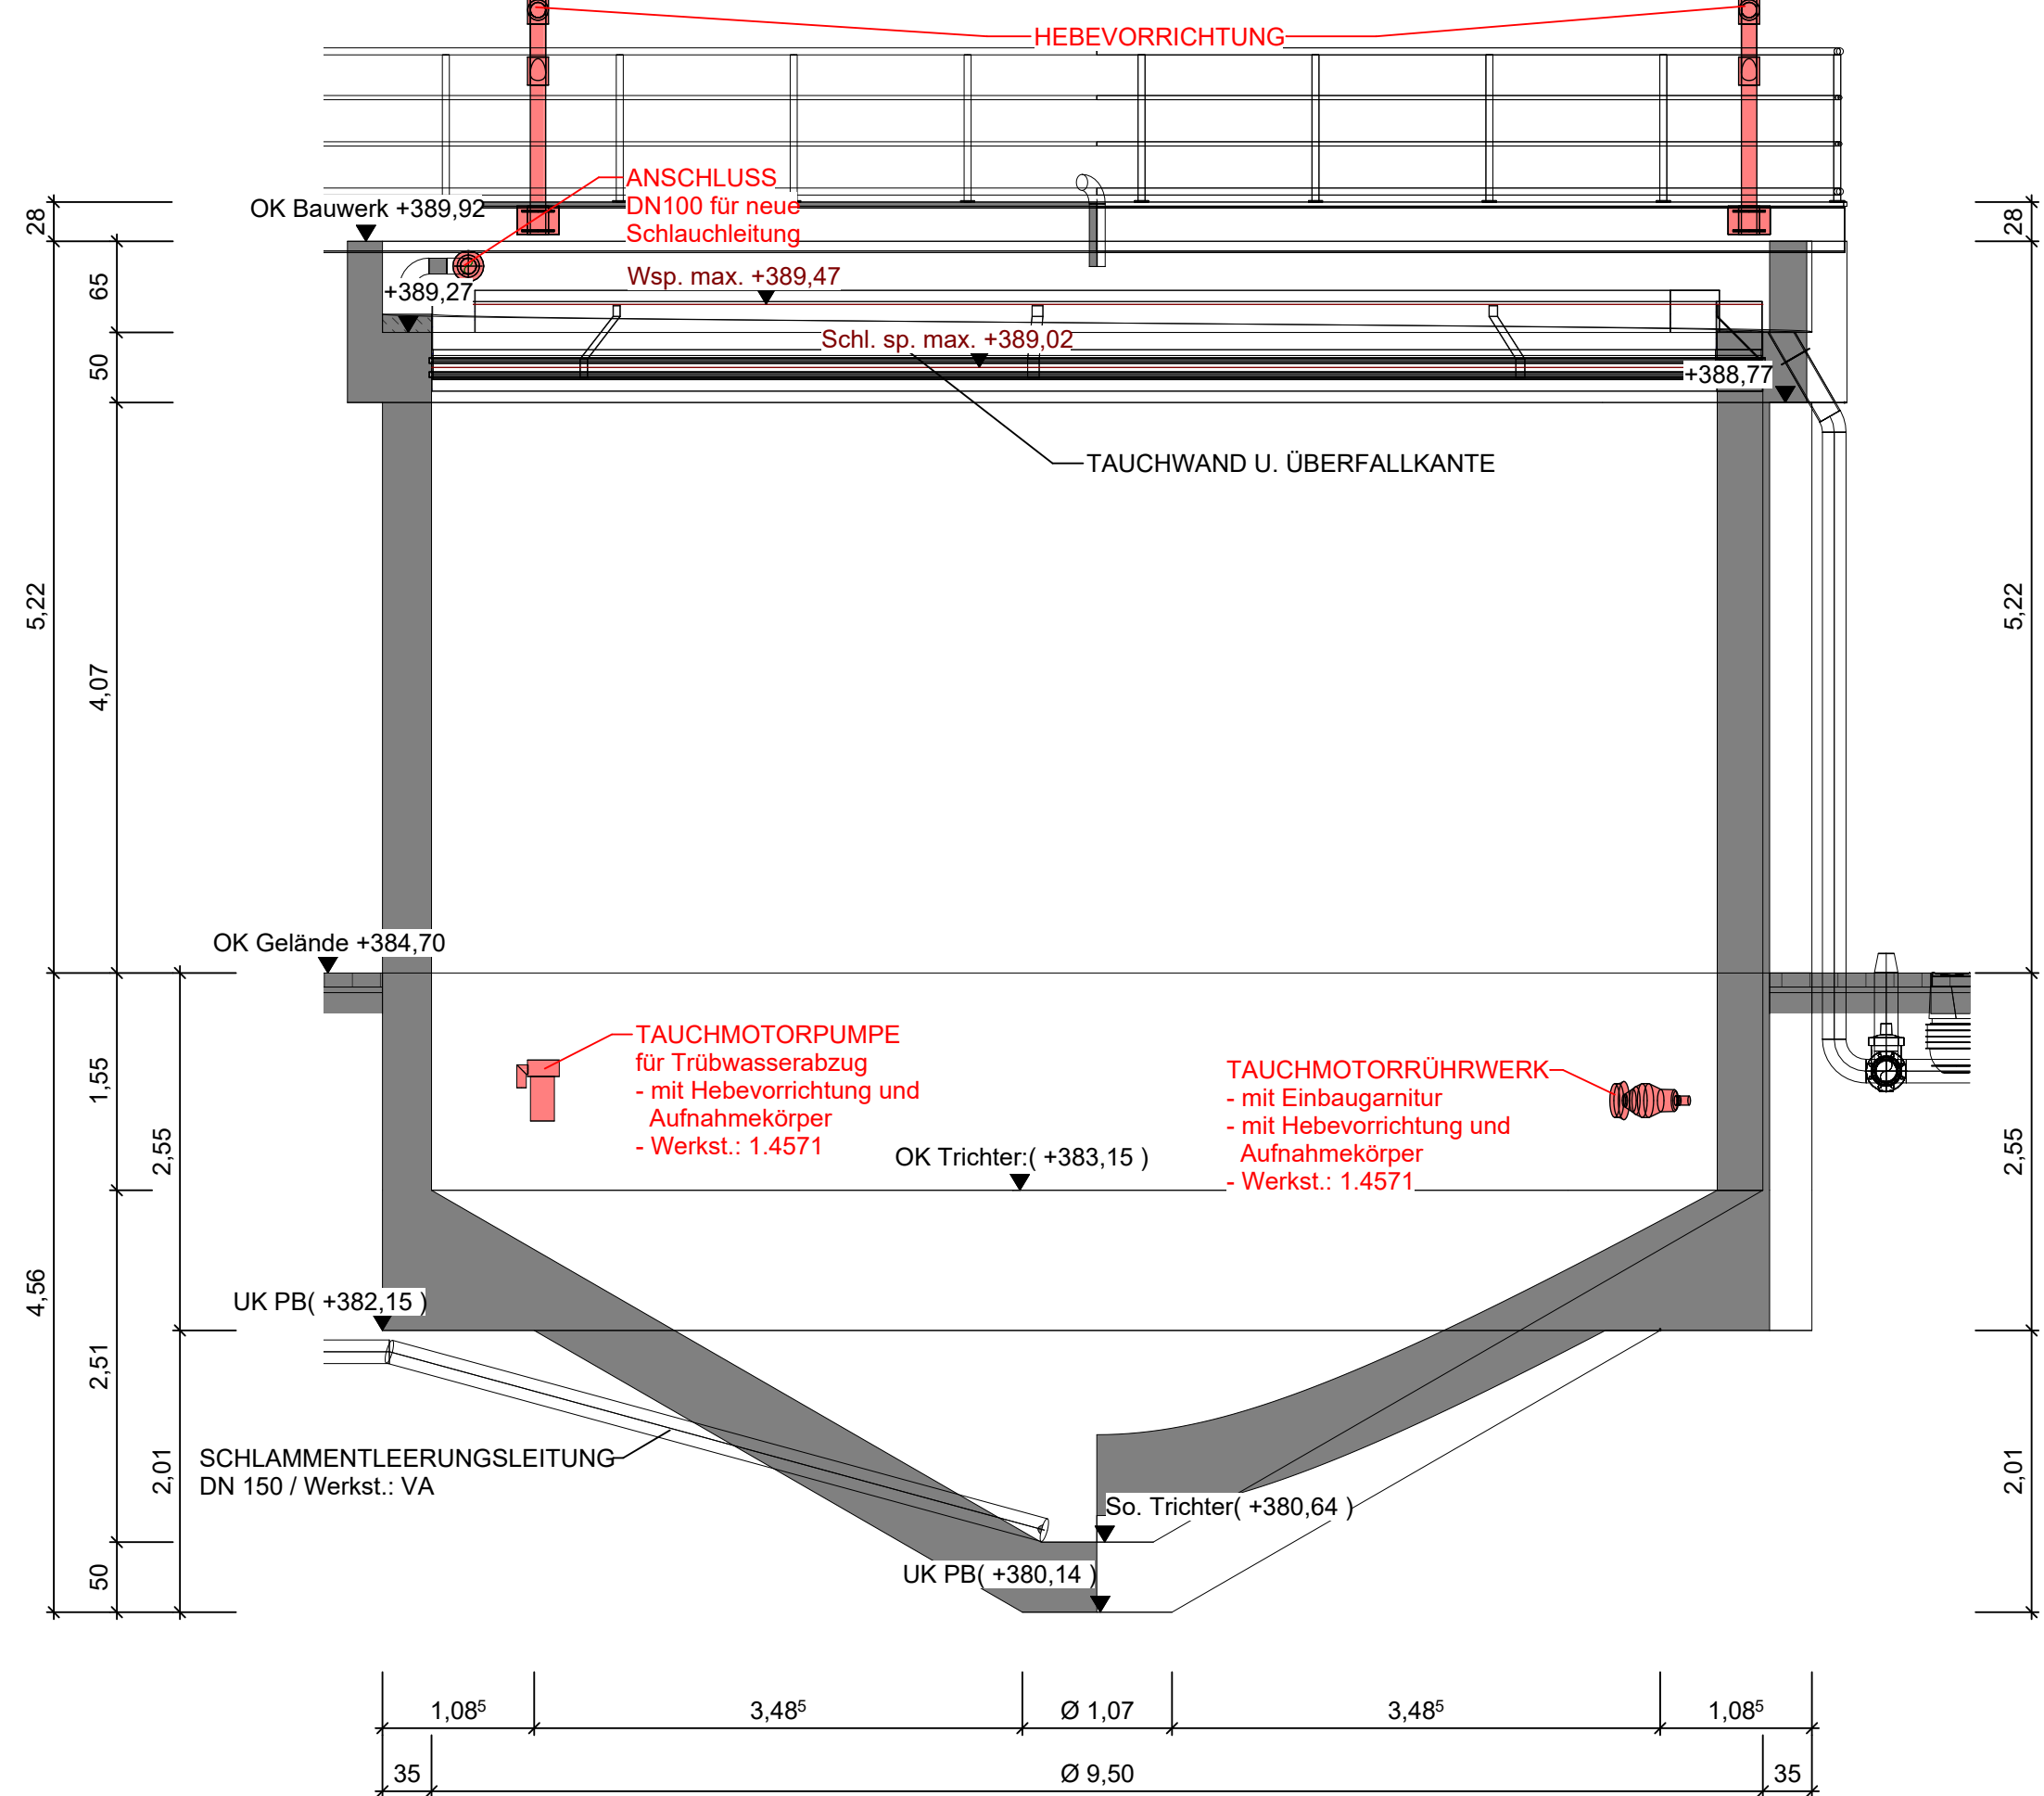 HEBEVORRICHTUNG
ANSCHLUSS
DN100 für neue
Schlauchleitung
OK Bauwerk +389,92
+389,27
Wsp. max. +389,47
Schl. sp. max. +389,02
+388,77
TAUCHWAND U. ÜBERFALLKANTE
28
65
50
5,22
4,07
28
5,22
OK Gelände +384,70
TAUCHMOTORPUMPE
für Trübwasserabzug
- mit Hebevorrichtung und
Aufnahmekörper
- Werkst.: 1.4571
TAUCHMOTORRÜHRWERK
- mit Einbaugarnitur
- mit Hebevorrichtung und
Aufnahmekörper
- Werkst.: 1.4571
OK Trichter:( +383,15 )
1,55
2,55
2,55
UK PB( +382,15 )
4,56
2,51
2,01
50
2,01
SCHLAMMENTLEERUNGSLEITUNG
DN 150 / Werkst.: VA
So. Trichter( +380,64 )
UK PB( +380,14 )
1,08⁵
3,48⁵
Ø 1,07
3,48⁵
1,08⁵
35
Ø 9,50
35